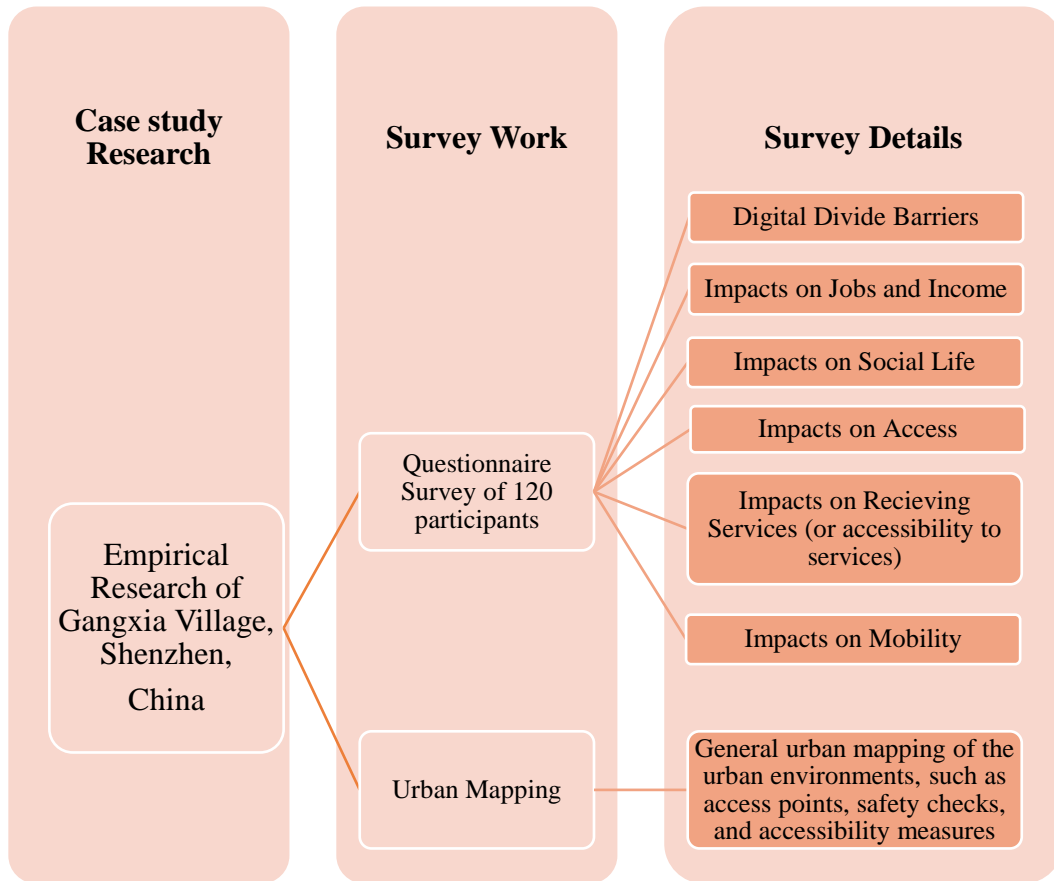 Case study
Research
Survey Work
Survey Details
Empirical
Research of
Gangxia Village,
Shenzhen,
China
Questionnaire
Survey of 120
participants
Urban Mapping
Digital Divide Barriers
Impacts on Jobs and Income
Impacts on Social Life
Impacts on Access
Impacts on Recieving
Services (or accessibility to
services)
Impacts on Mobility
General urban mapping of the
urban environments, such as
access points, safety checks,
and accessibility measures